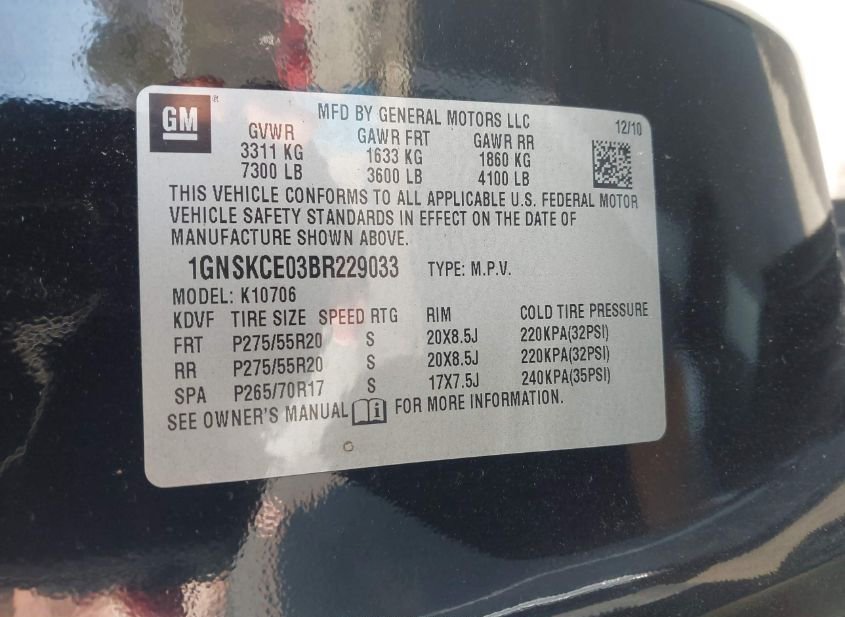 GM
MFD BY GENERAL MOTORS LLC
12/10
GVWR GAWR FRT GAWR RR
3311 KG 1633 KG 1860 KG
7300 LB 3600 LB 4100 LB
THIS VEHICLE CONFORMS TO ALL APPLICABLE U.S. FEDERAL MOTOR
VEHICLE SAFETY STANDARDS IN EFFECT ON THE DATE OF
MANUFACTURE SHOWN ABOVE.
1GNSKCE03BR229033 TYPE: M.P.V.
MODEL: K10706
KDVF TIRE SIZE SPEED RTG RIM COLD TIRE PRESSURE
FRT P275/55R20 S 20X8.5J 220KPA(32PSI)
RR P275/55R20 S 20X8.5J 220KPA(32PSI)
SPA P265/70R17 S 17X7.5J 240KPA(35PSI)
SEE OWNER'S MANUAL FOR MORE INFORMATION.